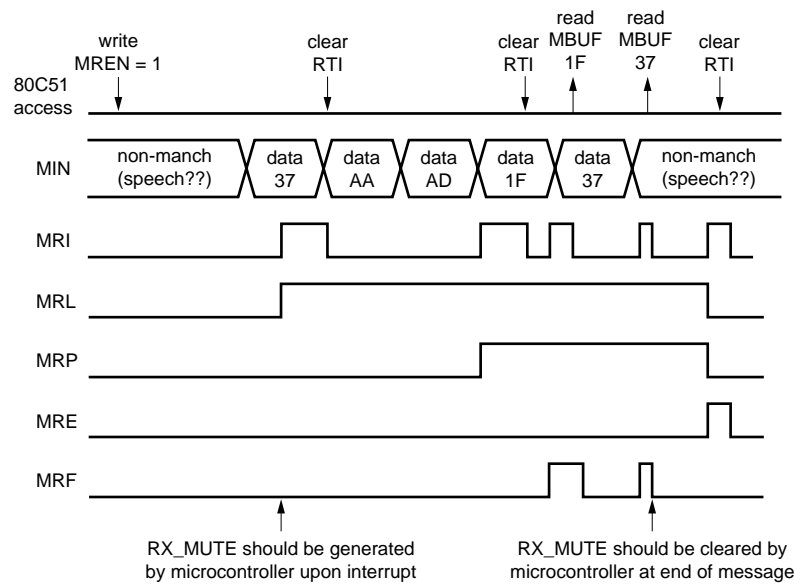 write
MREN = 1
clear
RTI
clear
RTI
read
MBUF
1F
read
MBUF
37
clear
RTI
80C51
access
MIN
non-manch
(speech??)
data
37
data
AA
data
AD
data
1F
data
37
non-manch
(speech??)
MRI
MRL
MRP
MRE
MRF
RX_MUTE should be generated
by microcontroller upon interrupt
RX_MUTE should be cleared by
microcontroller at end of message